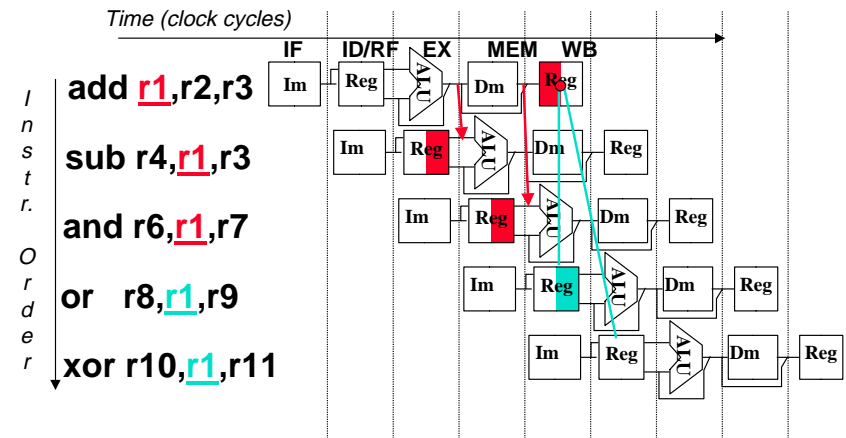 Time (clock cycles)
IF ID/RF EX MEM WB
Instr. Order
add r1,r2,r3
Im Reg ALU Dm Reg
sub r4,r1,r3
Im Reg ALU Dm Reg
and r6,r1,r7
Im Reg ALU Dm Reg
or r8,r1,r9
Im Reg ALU Dm Reg
xor r10,r1,r11
Im Reg ALU Dm Reg